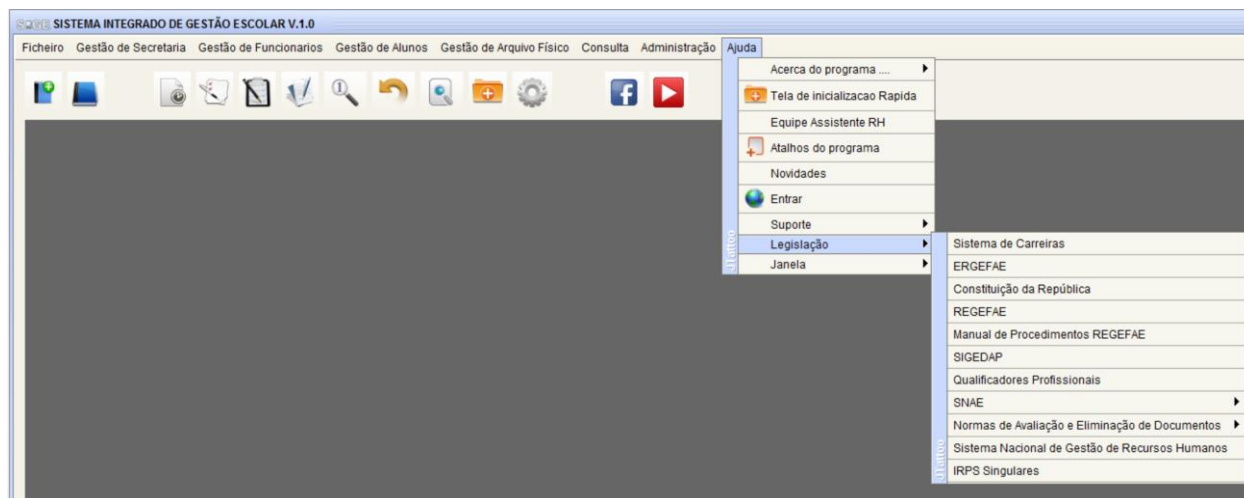 SQGE SISTEMA INTEGRADO DE GESTÃO ESCOLAR V.1.0
Ficheiro Gestão de Secretaria Gestão de Funcionarios Gestão de Alunos Gestão de Arquivo Físico Consulta Administração Ajuda
Acerca do programa ....
Tela de inicializacao Rapida
Equipe Assistente RH
Atalhos do programa
Novidades
Entrar
Suporte
Legislação
Janela
JTattoo
Sistema de Carreiras
ERGEFAE
Constituição da República
REGEFAE
Manual de Procedimentos REGEFAE
SIGEDAP
Qualificadores Profissionais
SNAE
Normas de Avaliação e Eliminação de Documentos
Sistema Nacional de Gestão de Recursos Humanos
IRPS Singulares
JTattoo